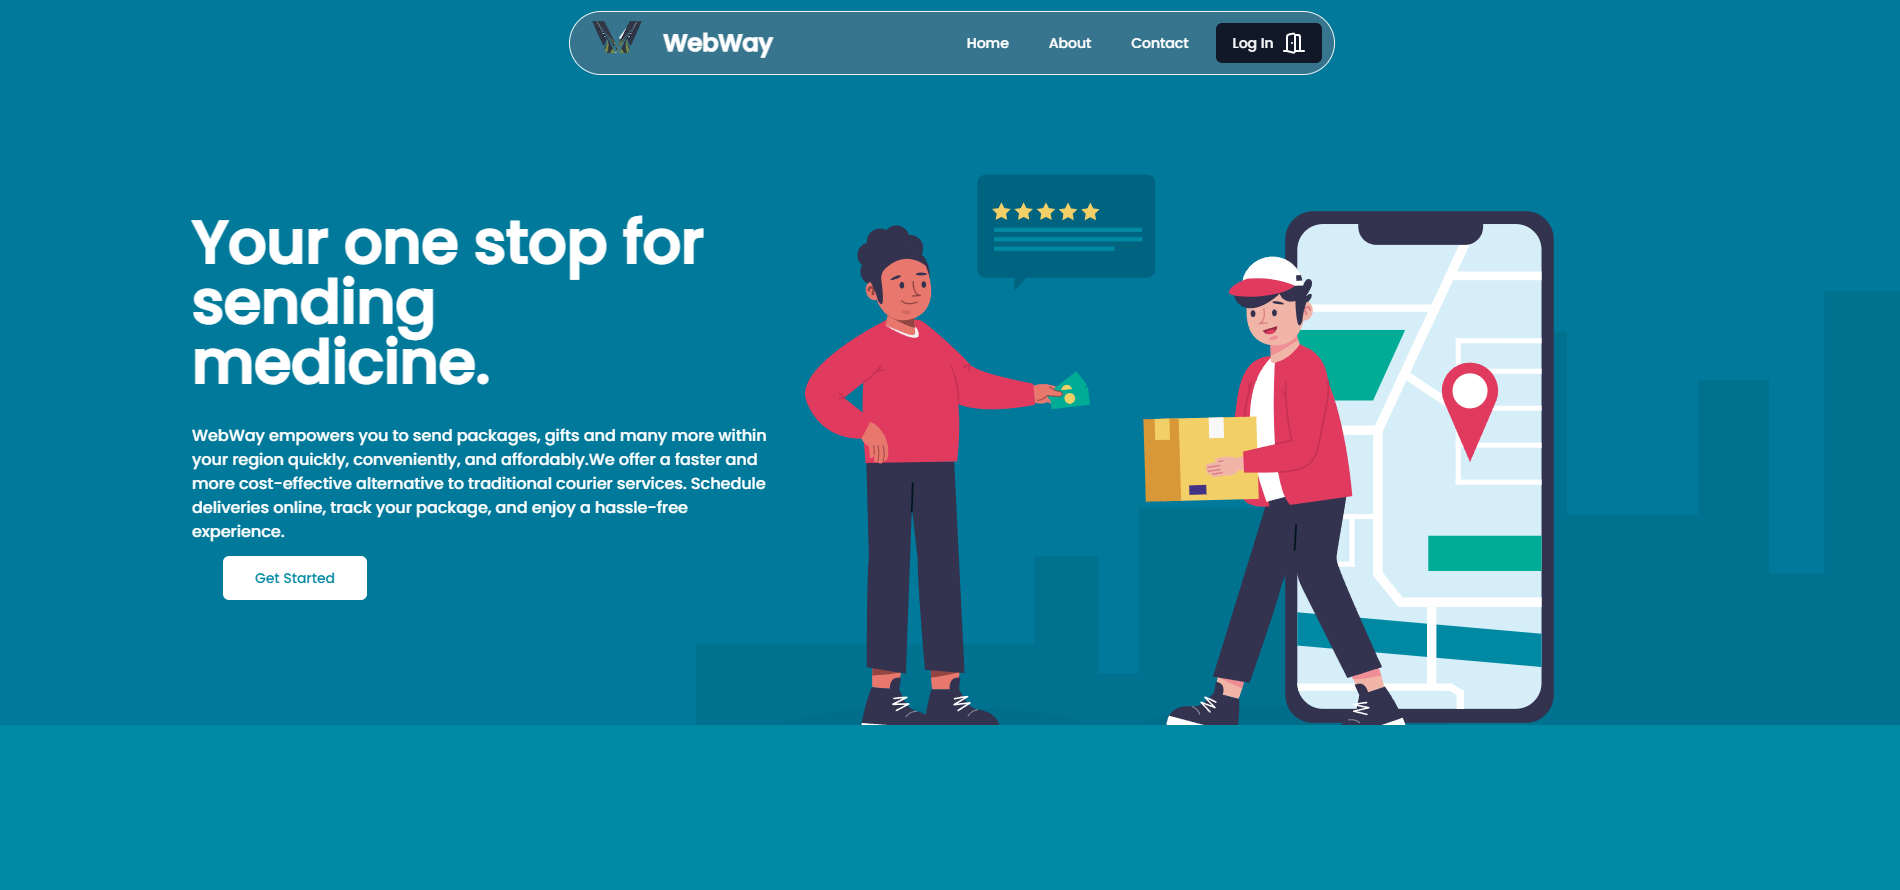 WebWay
Home
About
Contact
Log In
Your one stop for
sending
medicine.
WebWay empowers you to send packages, gifts and many more within
your region quickly, conveniently, and affordably.We offer a faster and
more cost-effective alternative to traditional courier services. Schedule
deliveries online, track your package, and enjoy a hassle-free
experience.
Get Started